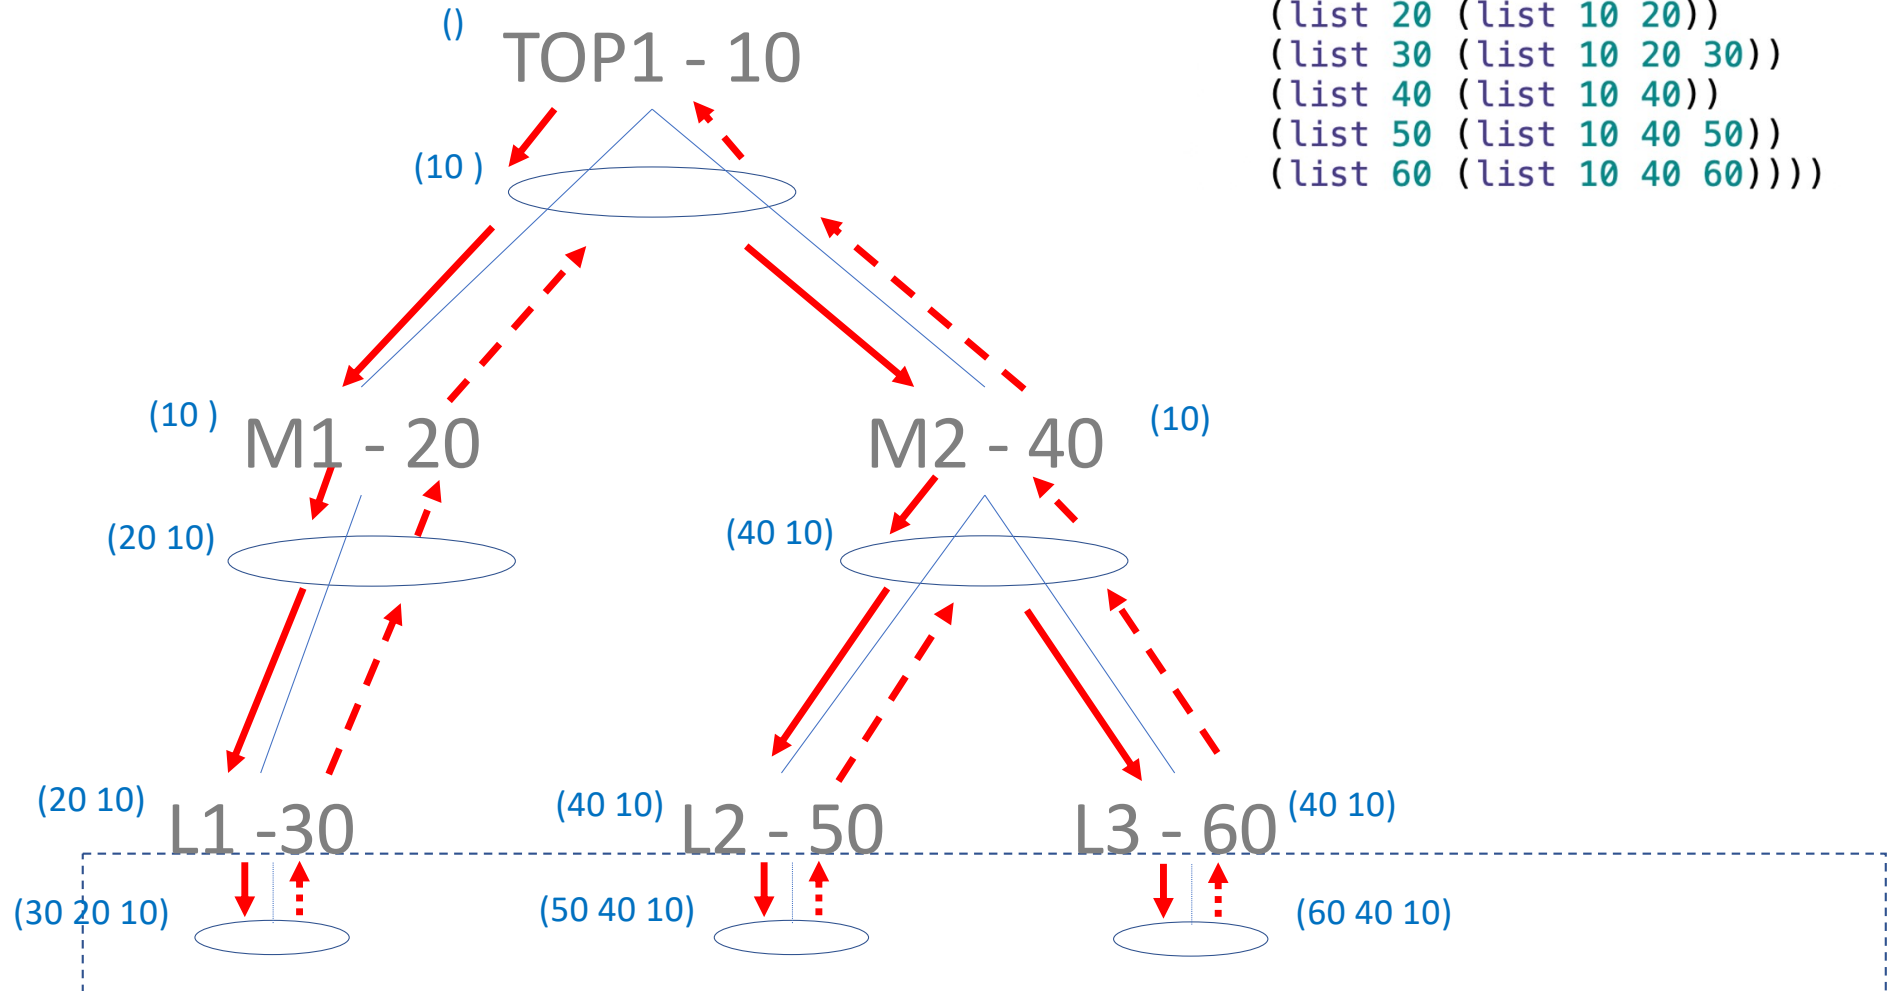 ()
TOP1 - 10
(list 20 (list 10 20))
(list 30 (list 10 20 30))
(list 40 (list 10 40))
(list 50 (list 10 40 50))
(list 60 (list 10 40 60))))
(10 )
(10 )
M1 - 20
M2 - 40
(10)
(20 10)
(40 10)
(20 10)
L1 -30
(40 10)
L2 - 50
L3 - 60
(40 10)
(30 20 10)
(50 40 10)
(60 40 10)